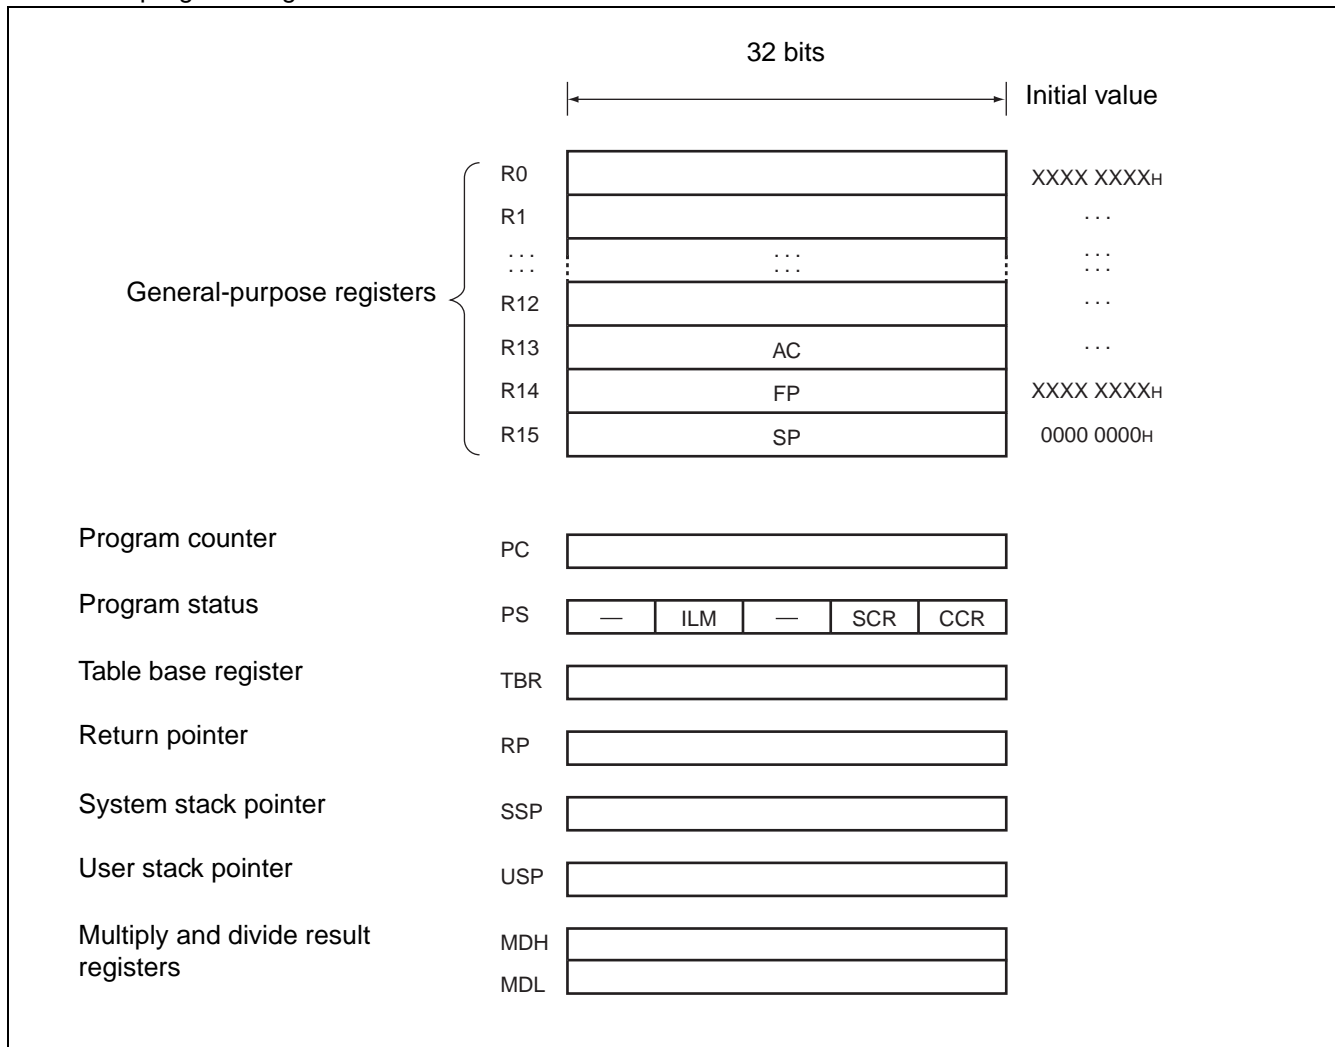 32 bits
Initial value
R0 XXXX XXXXH
R1 ...
... ... ...
... ... ...
General-purpose registers
R12 ...
R13 AC ...
R14 FP XXXX XXXXH
R15 SP 0000 0000H
Program counter PC
Program status PS — ILM — SCR CCR
Table base register TBR
Return pointer RP
System stack pointer SSP
User stack pointer USP
Multiply and divide result
registers
MDH
MDL